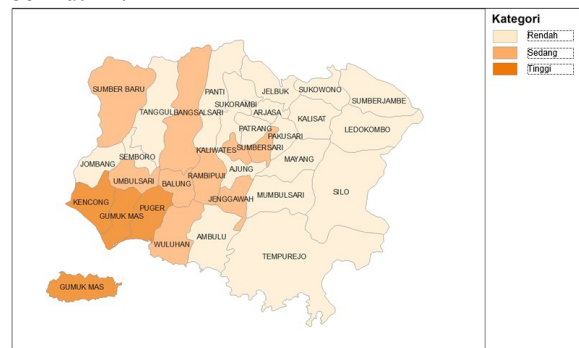 Kategori
Rendah
Sedang
Tinggi
SUMBER BARU
TANGGUL
BANGSALSARI
PANTI
SUKORAMBI
JELBUK
ARJASA
SUKOWONO
SUMBERJAMBE
PATRANG
KALISAT
LEDOKOMBO
PAKUSARI
KALIWATES
SUMBERSARI
SEMBORO
JOMBANG
MAYANG
AJUNG
UMBULSARI
BALUNG
RAMBIPUJI
SILO
KENCONG
JENGGAWAH
MUMBULSARI
PUGER
GUMUK MAS
AMBULU
WULUHAN
TEMPUREJO
GUMUK MAS